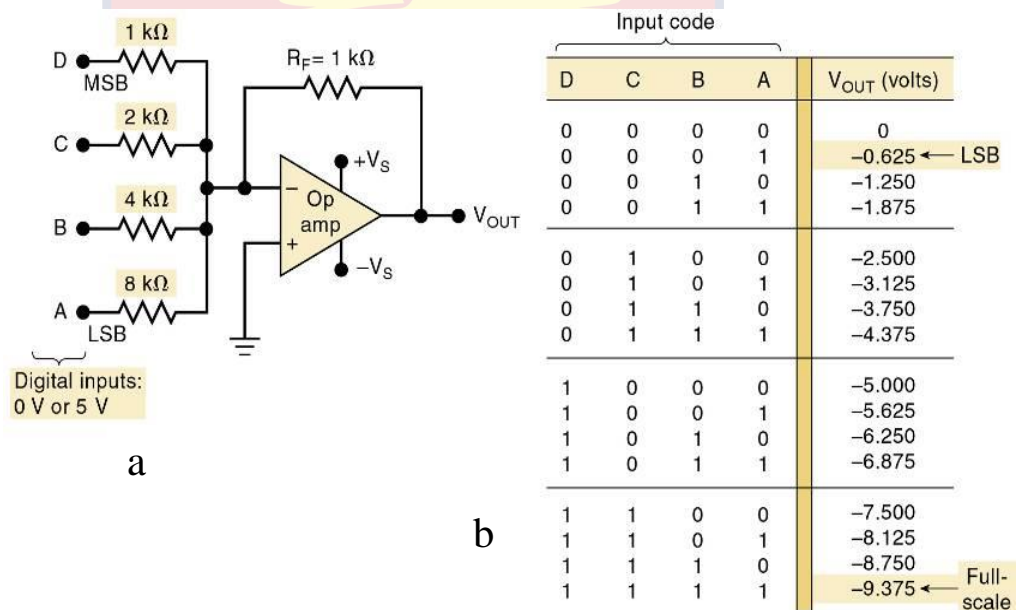 1 kΩ
D
MSB
R_F = 1 kΩ
2 kΩ
C
+V_S
4 kΩ
B
−
Op
amp
+
V_OUT
−V_S
8 kΩ
A
LSB
Digital inputs:
0 V or 5 V
a
Input code
D C B A V_OUT (volts)
0 0 0 0 0
0 0 0 1 −0.625 ← LSB
0 0 1 0 −1.250
0 0 1 1 −1.875
0 1 0 0 −2.500
0 1 0 1 −3.125
0 1 1 0 −3.750
0 1 1 1 −4.375
1 0 0 0 −5.000
1 0 0 1 −5.625
1 0 1 0 −6.250
1 0 1 1 −6.875
1 1 0 0 −7.500
1 1 0 1 −8.125
1 1 1 0 −8.750
1 1 1 1 −9.375 ← Full-
scale
b